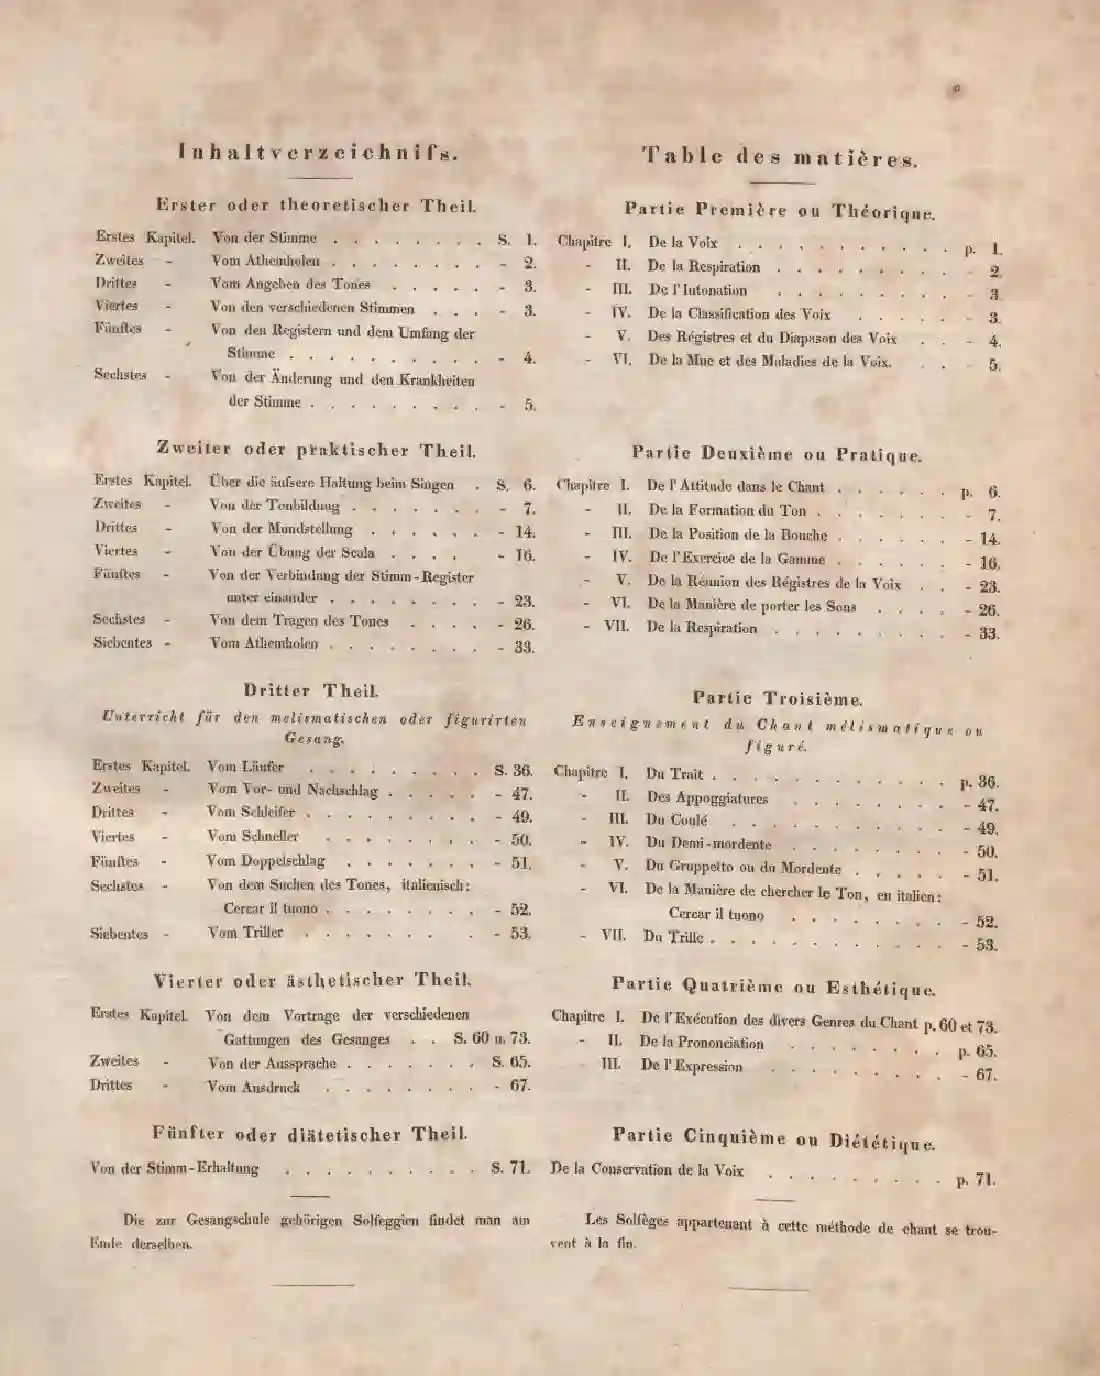 Inhaltverzeichniſs.
Erster oder theoretischer Theil.
Erstes Kapitel. Von der Stimme . . . . . . . . S. 1.
Zweites - Vom Athemholen . . . . . . . . - 2.
Drittes - Vom Angeben des Tones . . . . . - 3.
Viertes - Von den verschiedenen Stimmen . . . - 3.
Fünftes - Von den Registern und dem Umfang der
Stimme . . . . . . . . . . - 4.
Sechstes - Von der Änderung und den Krankheiten
der Stimme . . . . . . . . . - 5.
Zweiter oder praktischer Theil.
Erstes Kapitel. Über die äuſsere Haltung beim Singen . S. 6.
Zweites - Von der Tonbildung . . . . . . . - 7.
Drittes - Von der Mundstellung . . . . . . - 14.
Viertes - Von der Übung der Scala . . . . - 16.
Fünftes - Von der Verbindung der Stimm-Register
unter einander . . . . . . . . - 23.
Sechstes - Von dem Tragen des Tones . . . . - 26.
Siebentes - Vom Athemholen . . . . . . . . - 33.
Dritter Theil.
Unterricht für den melismatischen oder figurirten
Gesang.
Erstes Kapitel. Vom Läufer . . . . . . . . . S. 36.
Zweites - Vom Vor- und Nachschlag . . . . . - 47.
Drittes - Vom Schleifer . . . . . . . . . - 49.
Viertes - Vom Schneller . . . . . . . . - 50.
Fünftes - Vom Doppelschlag . . . . . . . - 51.
Sechstes - Von dem Suchen des Tones, italienisch:
Cercar il tuono . . . . . . . . - 52.
Siebentes - Vom Triller . . . . . . . . - 53.
Vierter oder ästhetischer Theil.
Erstes Kapitel. Von dem Vortrage der verschiedenen
Gattungen des Gesanges . . S. 60 u. 73.
Zweites - Von der Aussprache . . . . . . . S. 65.
Drittes - Vom Ausdruck . . . . . . . . - 67.
Fünfter oder diätetischer Theil.
Von der Stimm-Erhaltung . . . . . . . . . . S. 71.
Die zur Gesangschule gehörigen Solfeggien findet man am
Ende derselben.
Table des matières.
Partie Première ou Théorique.
Chapitre I. De la Voix . . . . . . . . . . . p. 1.
- II. De la Respiration . . . . . . . . . - 2.
- III. De l'Intonation . . . . . . . . . - 3.
- IV. De la Classification des Voix . . . . . - 3.
- V. Des Régistres et du Diapason des Voix . . - 4.
- VI. De la Mue et des Maladies de la Voix. . . . 5.
Partie Deuxième ou Pratique.
Chapitre I. De l'Attitude dans le Chant . . . . . . p. 6.
- II. De la Formation du Ton . . . . . . . - 7.
- III. De la Position de la Bouche . . . . . . - 14.
- IV. De l'Exercice de la Gamme . . . . . . - 16.
- V. De la Réunion des Régistres de la Voix . . - 23.
- VI. De la Manière de porter les Sons . . . . - 26.
- VII. De la Respiration . . . . . . . . . - 33.
Partie Troisième.
Enseignement du Chant mélismatique ou
figuré.
Chapitre I. Du Trait . . . . . . . . . . . . p. 36.
- II. Des Appoggiatures . . . . . . . . - 47.
- III. Du Coulé . . . . . . . . . . - 49.
- IV. Du Demi-mordente . . . . . . . . - 50.
- V. Du Gruppetto ou du Mordente . . . . . - 51.
- VI. De la Manière de chercher le Ton, en italien:
Cercar il tuono . . . . . . . . - 52.
- VII. Du Trille . . . . . . . . . . . . - 53.
Partie Quatrième ou Esthétique.
Chapitre I. De l'Exécution des divers Genres du Chant p. 60 et 73.
- II. De la Prononciation . . . . . . . . p. 65.
III. De l'Expression . . . . . . . . - 67.
Partie Cinquième ou Diététique.
De la Conservation de la Voix . . . . . . . . . p. 71.
Les Solfèges appartenant à cette méthode de chant se trou-
vent à la fin.